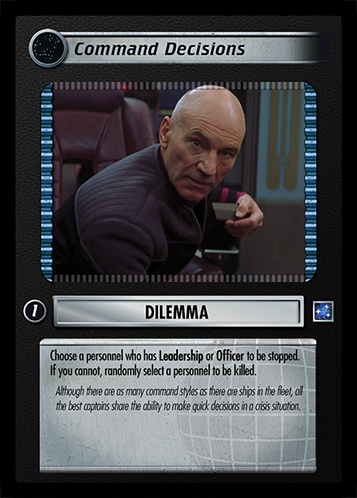 Command Decisions
1
DILEMMA
Choose a personnel who has Leadership or Officer to be stopped.
If you cannot, randomly select a personnel to be killed.
Although there are as many command styles as there are ships in the fleet, all
the best captains share the ability to make quick decisions in a crisis situation.